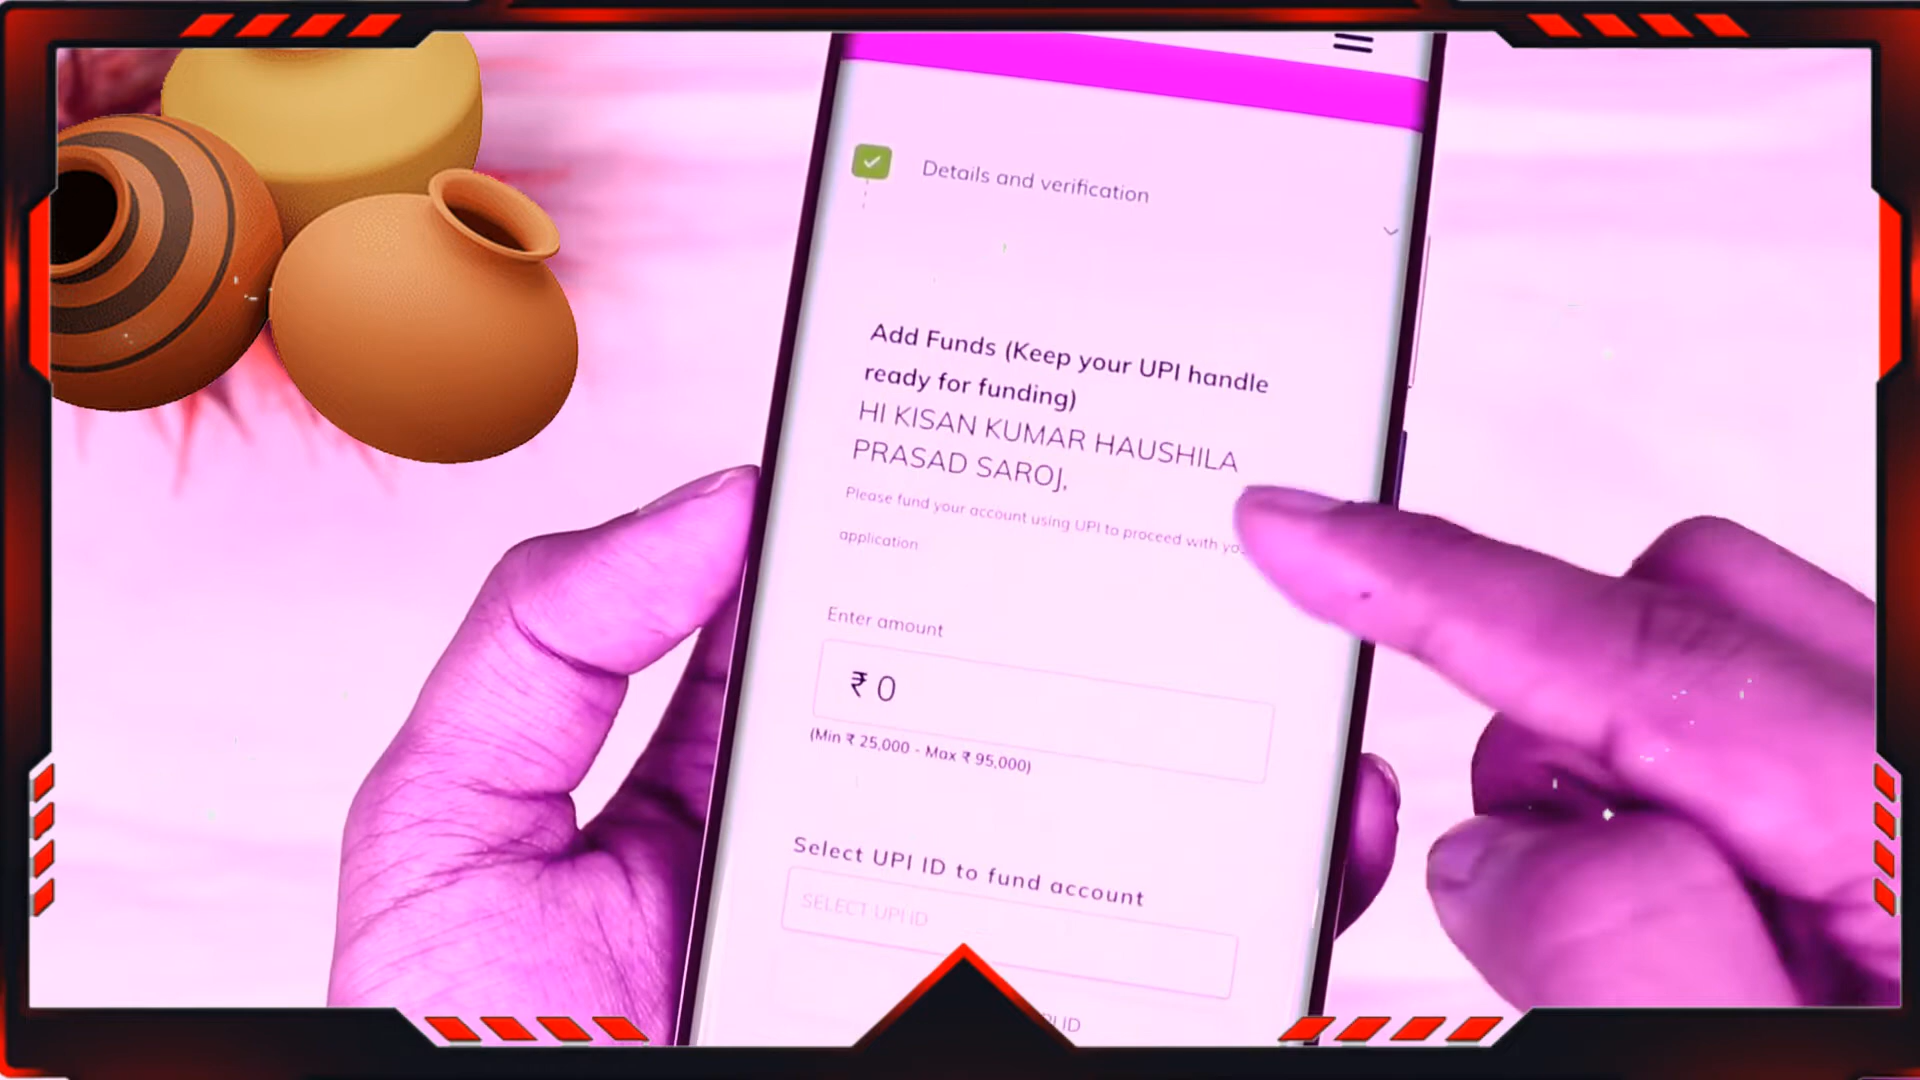 Details and verification
Add Funds (Keep your UPI handle
ready for funding)
HI KISAN KUMAR HAUSHILA
PRASAD SAROJ,
Please fund your account using UPI to proceed with
application
Enter amount
₹ 0
(Min ₹ 25,000 - Max ₹ 95,000)
Select UPI ID to fund account
SELECT UPI ID
ID